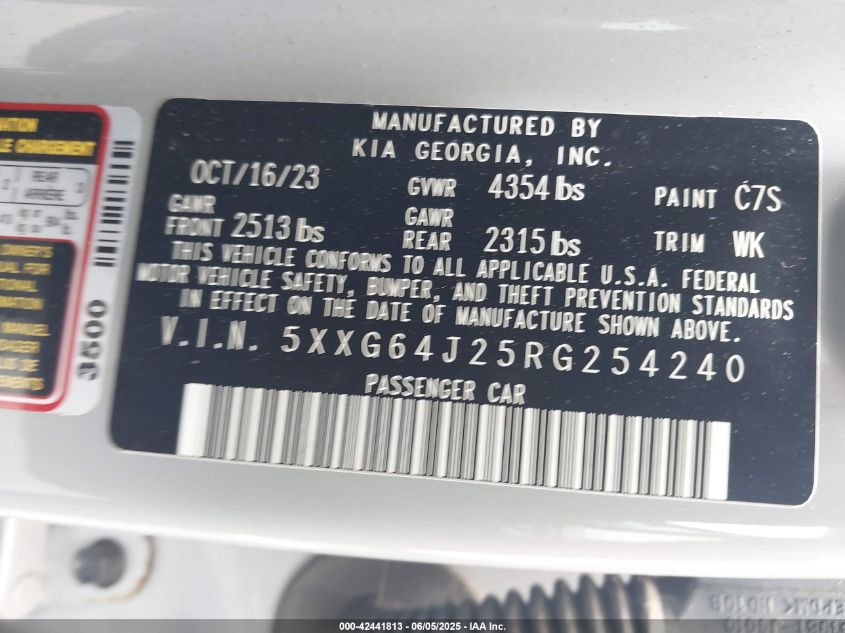 MANUFACTURED BY
KIA GEORGIA, INC.
OCT/16/23 GVWR 4354 lbs PAINT C7S
GAWR FRONT 2513 lbs GAWR REAR 2315 lbs TRIM WK
THIS VEHICLE CONFORMS TO ALL APPLICABLE U.S.A. FEDERAL
MOTOR VEHICLE SAFETY, BUMPER, AND THEFT PREVENTION STANDARDS
IN EFFECT ON THE DATE OF MANUFACTURE SHOWN ABOVE.
V.I.N. 5XXG64J25RG254240
PASSENGER CAR
REAR
ARRIÈRE
3500
000-42441813 - 06/05/2025 - IAA Inc.